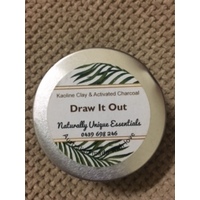 Kaoline Clay & Activated Charcoal
Draw It Out
Naturally Unique Essentials
0439 698 246